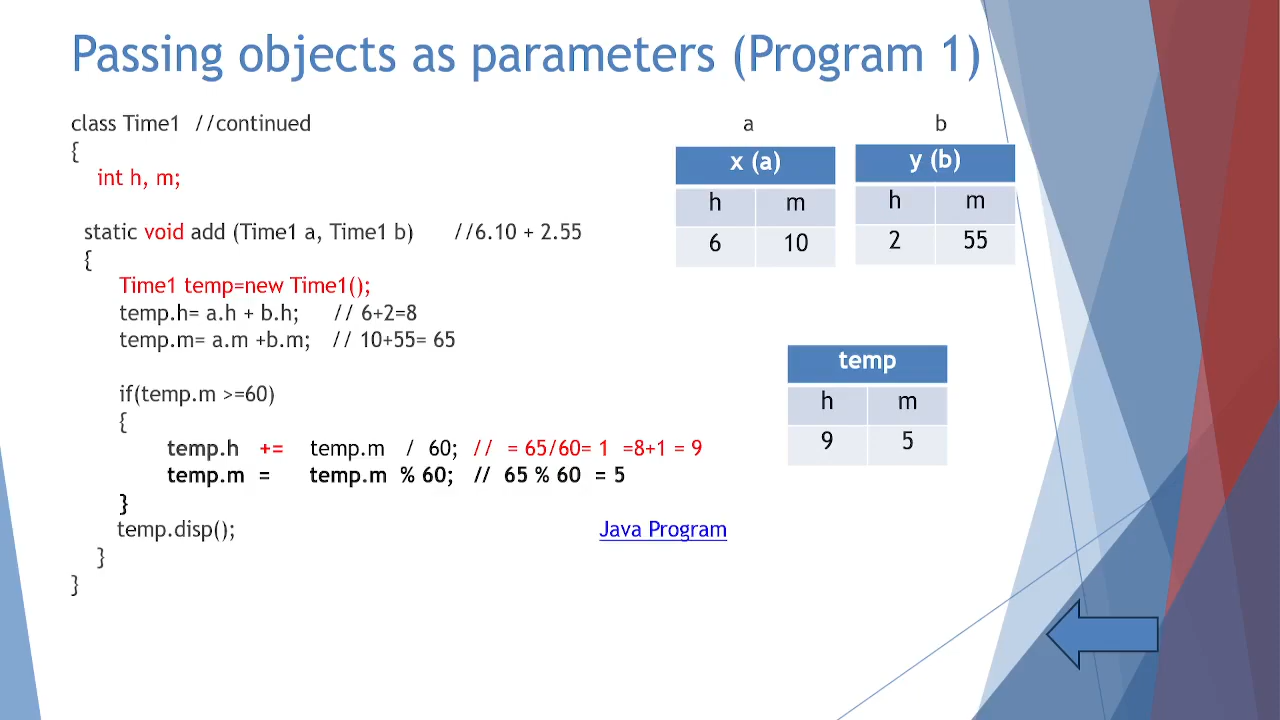 Passing objects as parameters (Program 1)
class Time1 //continued
{
int h, m;
static void add (Time1 a, Time1 b) //6.10 + 2.55
{
Time1 temp=new Time1();
temp.h= a.h + b.h; // 6+2=8
temp.m= a.m +b.m; // 10+55= 65
if(temp.m >=60)
{
temp.h += temp.m / 60; // = 65/60= 1 =8+1 = 9
temp.m = temp.m % 60; // 65 % 60 = 5
}
temp.disp();
}
}
a b
x (a)
h m
6 10
y (b)
h m
2 55
temp
h m
9 5
Java Program